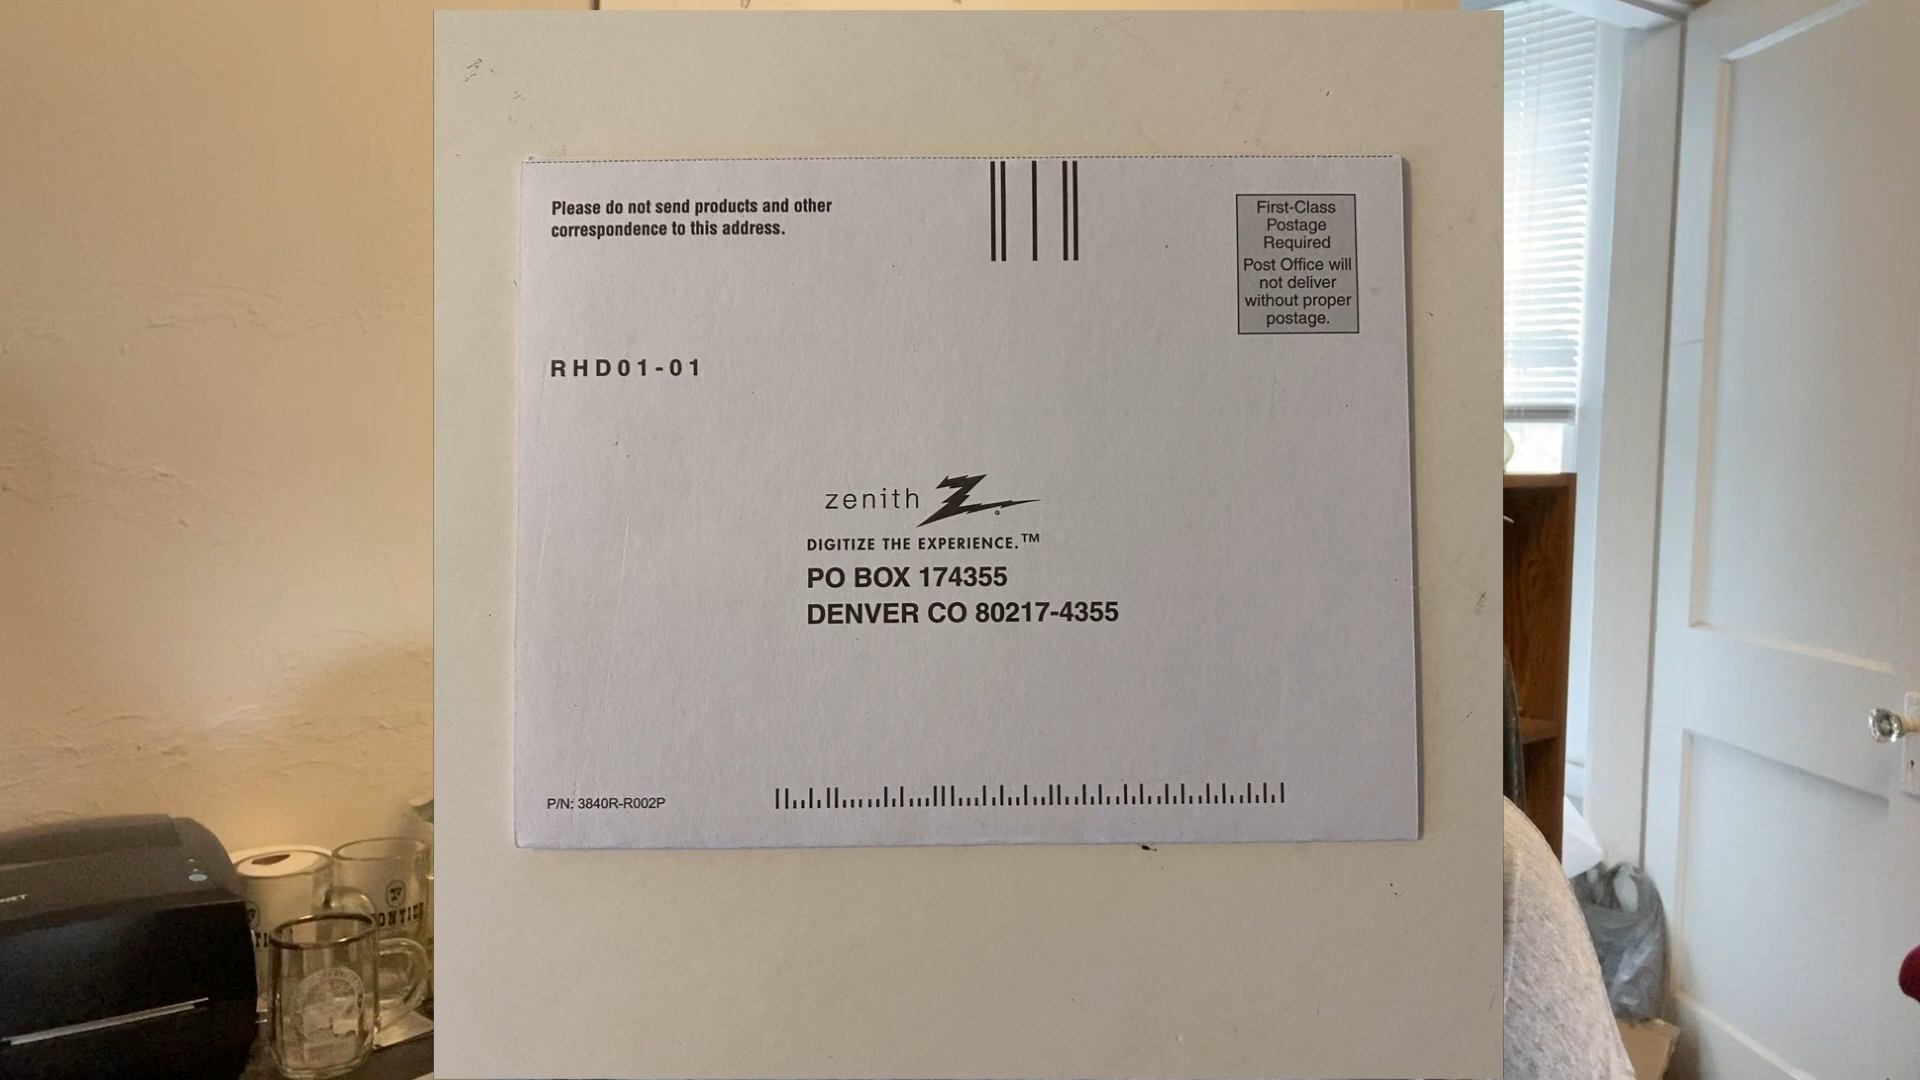 Please do not send products and other
correspondence to this address.
First-Class
Postage
Required
Post Office will
not deliver
without proper
postage.
RHD01-01
zenith Z®
DIGITIZE THE EXPERIENCE.™
PO BOX 174355
DENVER CO 80217-4355
P/N: 3840R-R002P